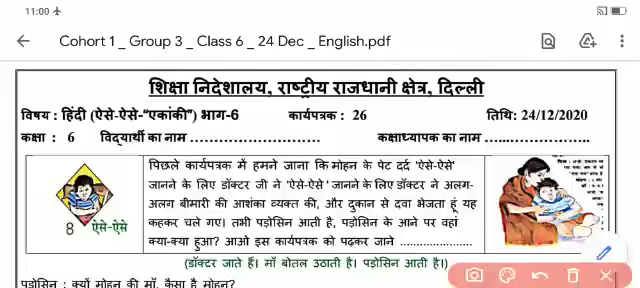 11:00
Cohort 1 _ Group 3 _ Class 6 _ 24 Dec _ English.pdf
शिक्षा निदेशालय, राष्ट्रीय राजधानी क्षेत्र, दिल्ली
विषय : हिंदी (ऐसे-ऐसे-“एकांकी”) भाग-6 कार्यपत्रक : 26 तिथि: 24/12/2020
कक्षा : 6 विद्यार्थी का नाम ........................... कक्षाध्यापक का नाम .....................
पिछले कार्यपत्रक में हमने जाना कि मोहन के पेट दर्द 'ऐसे-ऐसे'
जानने के लिए डॉक्टर जी ने 'ऐसे-ऐसे ' जानने के लिए डॉक्टर ने अलग-
अलग बीमारी की आशंका व्यक्त की, और दुकान से दवा भेजता हूं यह
कहकर चले गए। तभी पड़ोसिन आती है, पड़ोसिन के आने पर वहां
क्या-क्या हुआ? आओ इस कार्यपत्रक को पढ़कर जाने ....................
8 ऐसे-ऐसे
(डॉक्टर जाते हैं। माँ बोतल उठाती है। पड़ोसिन आती है।)
पड़ोसिन : क्यों मोहन की माँ, कैसा है मोहन?